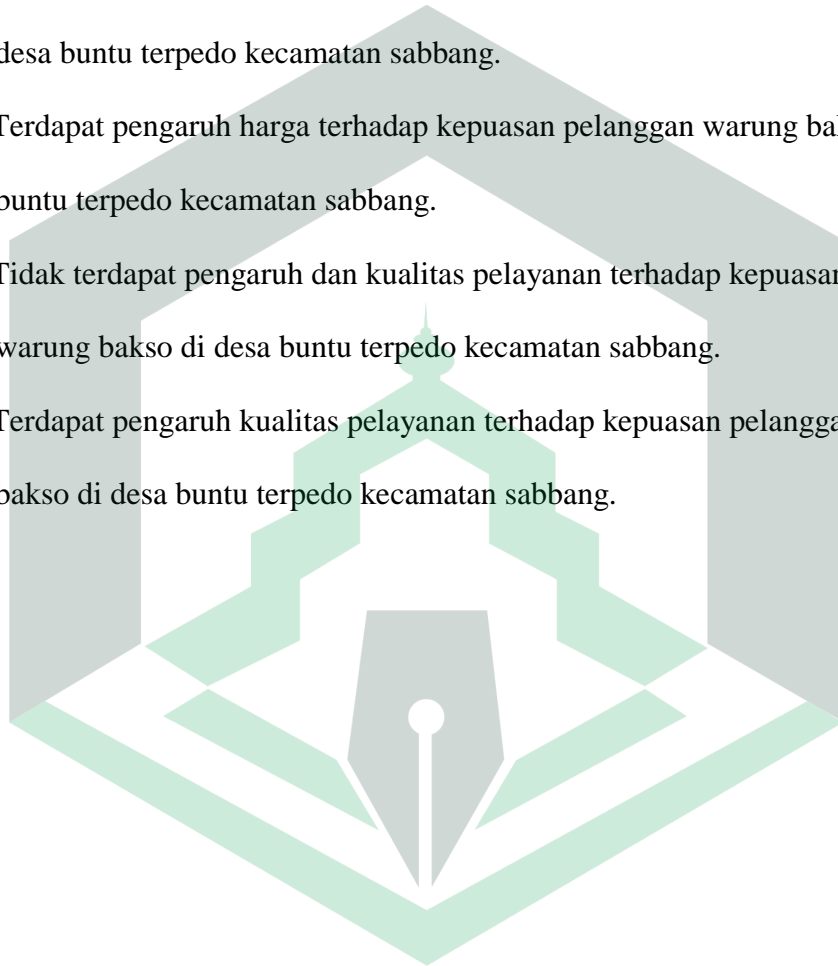 desa buntu terpedo kecamatan sabbang.
Terdapat pengaruh harga terhadap kepuasan pelanggan warung
buntu terpedo kecamatan sabbang.
Tidak terdapat pengaruh dan kualitas pelayanan terhadap kepuasan
warung bakso di desa buntu terpedo kecamatan sabbang.
Terdapat pengaruh kualitas pelayanan terhadap kepuasan
bakso di desa buntu terpedo kecamatan sabbang.